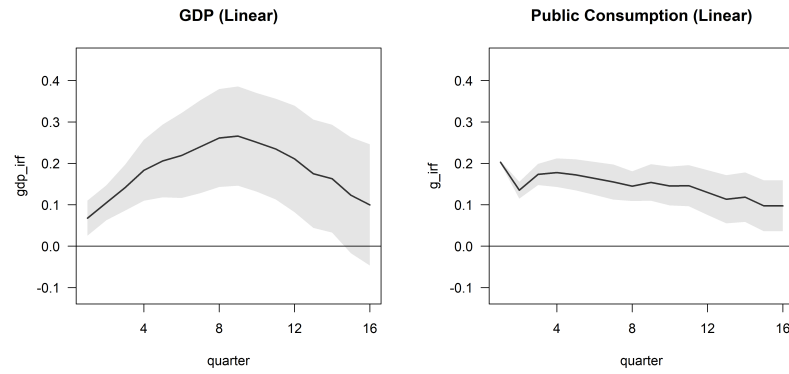 GDP (Linear)
gdp_irf
0.4
0.3
0.2
0.1
0.0
-0.1
4 8 12 16
quarter
Public Consumption (Linear)
g_irf
0.4
0.3
0.2
0.1
0.0
-0.1
4 8 12 16
quarter